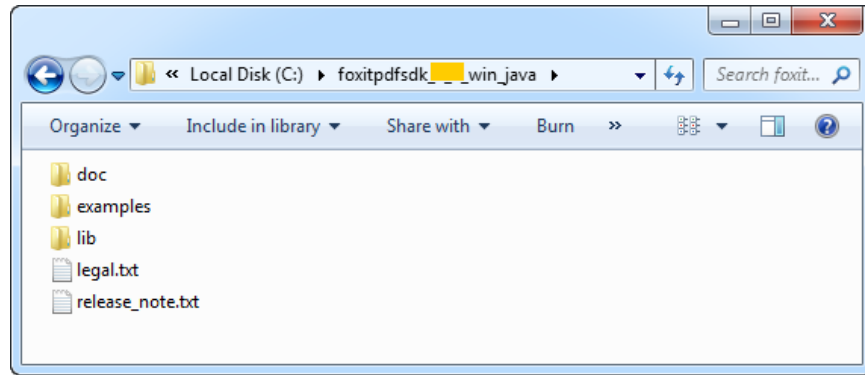 « Local Disk (C:) ▸ foxitpdfsdk_ _ _win_java ▸ Search foxit...
Organize ▾ Include in library ▾ Share with ▾ Burn »
doc
examples
lib
legal.txt
release_note.txt